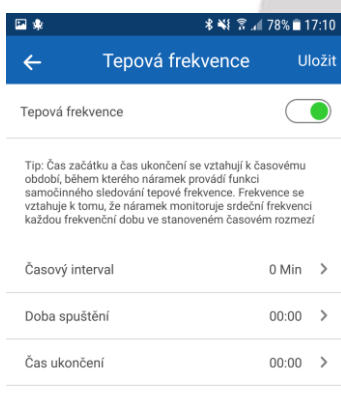 78% 17:10
Tepová frekvence Uložit
Tepová frekvence
Tip: Čas začátku a čas ukončení se vztahují k časovému
období, během kterého náramek provádí funkci
samočinného sledování tepové frekvence. Frekvence se
vztahuje k tomu, že náramek monitoruje srdeční frekvenci
každou frekvenční dobu ve stanoveném časovém rozmezí
Časový interval 0 Min
Doba spuštění 00:00
Čas ukončení 00:00